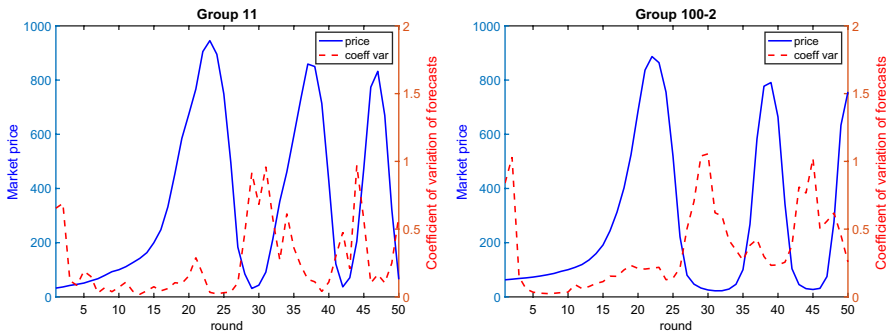 Group 11
1000
800
600
400
200
0
Market price
2
1.5
1
0.5
0
Coefficient of variation of forecasts
price
coeff var
5 10 15 20 25 30 35 40 45 50
round
Group 100-2
1000
800
600
400
200
0
Market price
2
1.5
1
0.5
0
Coefficient of variation of forecasts
price
coeff var
5 10 15 20 25 30 35 40 45 50
round